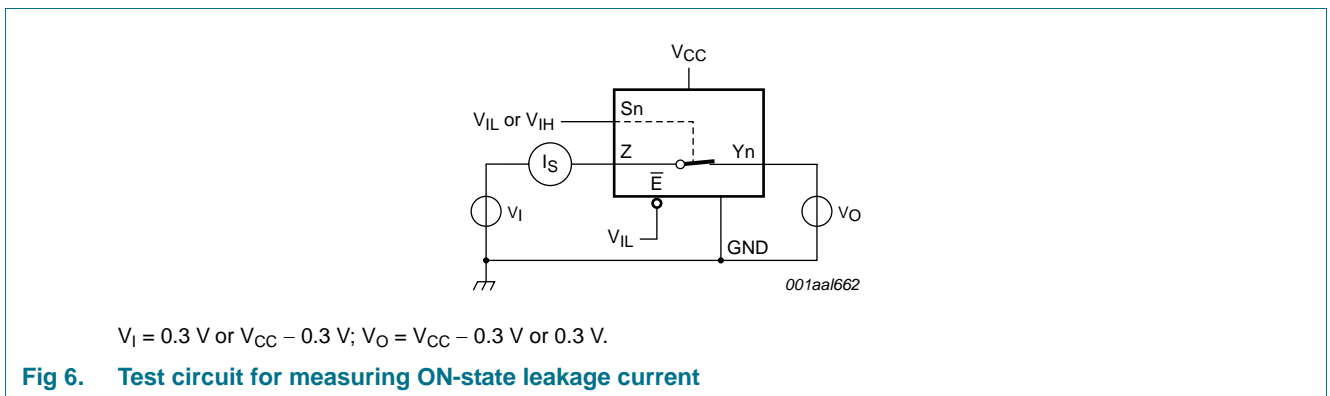 VCC
Sn
VIL or VIH
Z
Yn
IS
E
VI
VO
VIL
GND
001aal662
VI = 0.3 V or VCC − 0.3 V; VO = VCC − 0.3 V or 0.3 V.
Fig 6. Test circuit for measuring ON-state leakage current